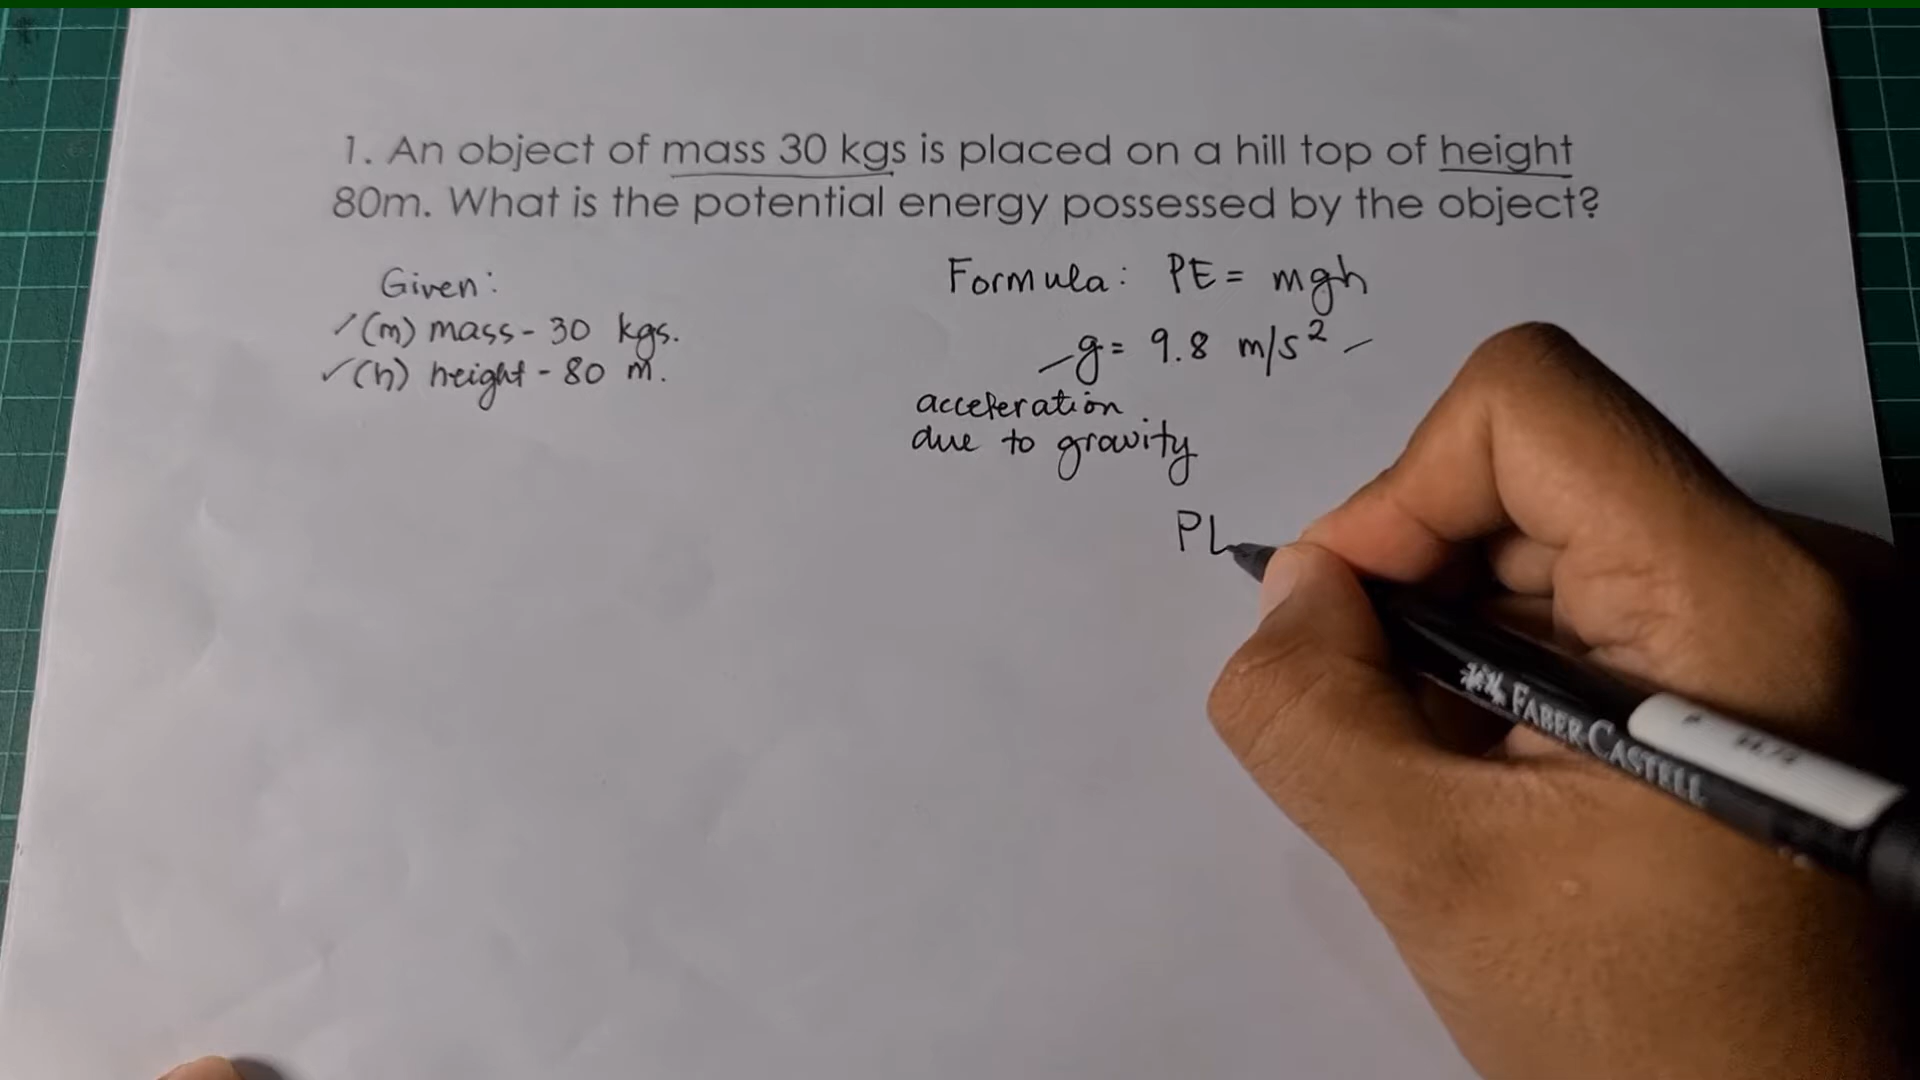 1. An object of mass 30 kgs is placed on a hill top of height
80m. What is the potential energy possessed by the object?
Given:
✓(m) mass - 30 kgs.
✓(h) height - 80 m.
Formula: PE = mgh
g = 9.8 m/s²
acceleration
due to gravity
PL
FABER CASTELL